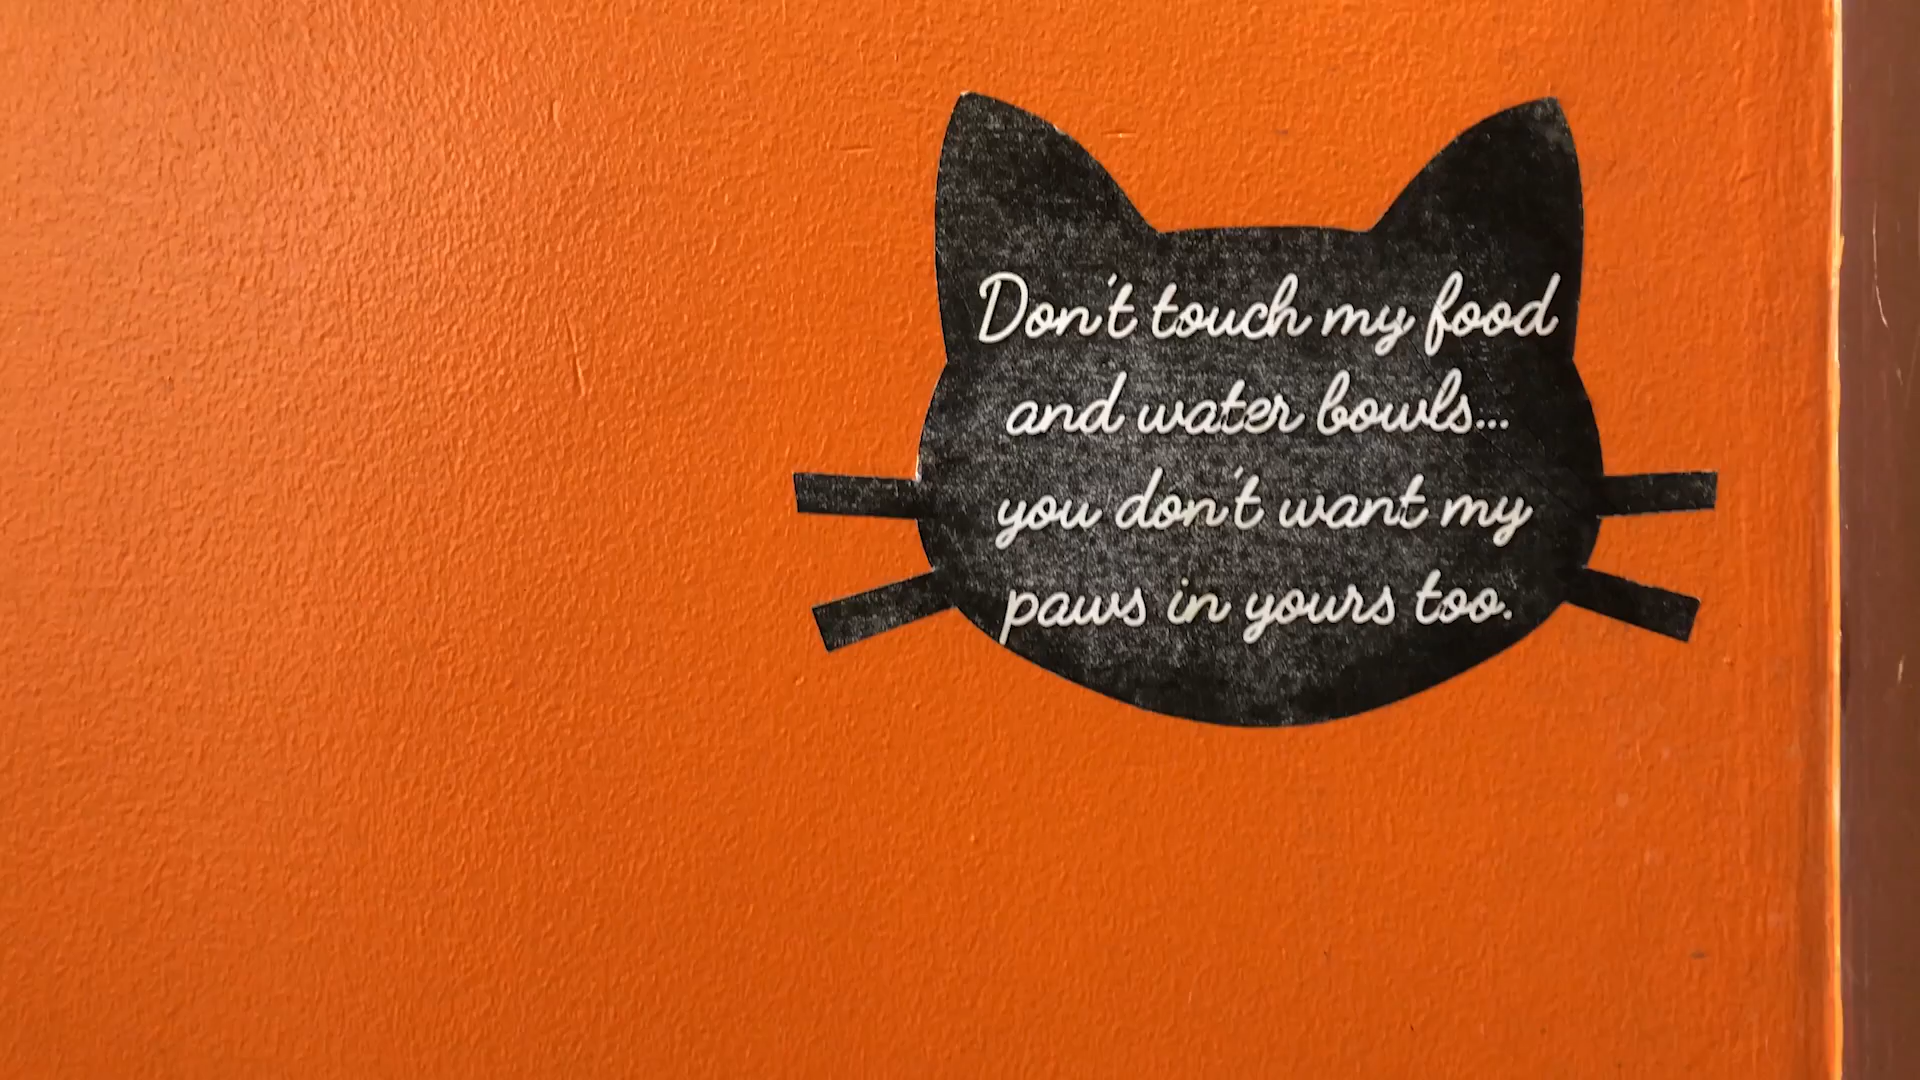 Don't touch my food
and water bowls...
you don't want my
paws in yours too.